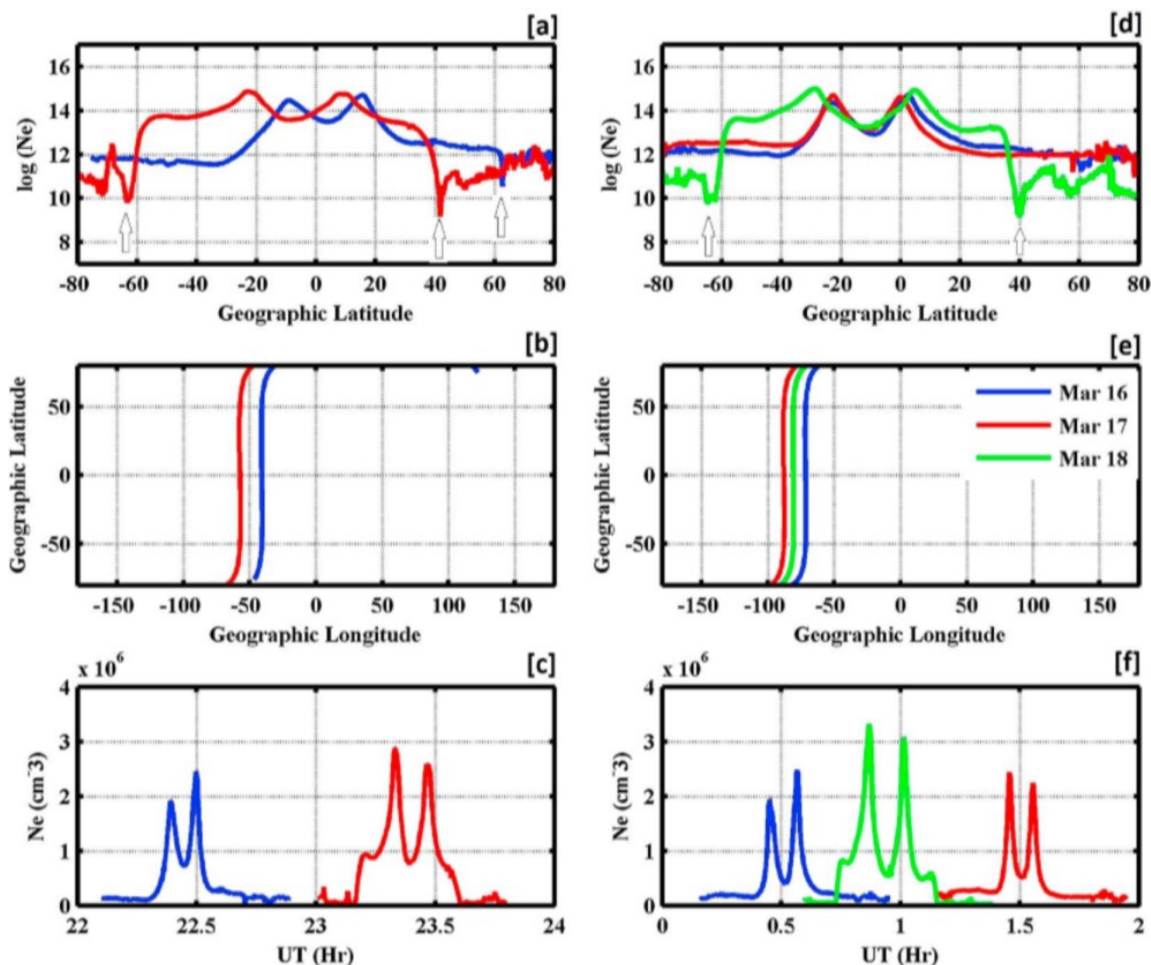 [a]
16
14
12
10
8
log (Ne)
-80 -60 -40 -20 0 20 40 60 80
Geographic Latitude
[d]
16
14
12
10
8
log (Ne)
-80 -60 -40 -20 0 20 40 60 80
Geographic Latitude
[b]
50
0
-50
Geographic Latitude
-150 -100 -50 0 50 100 150
Geographic Longitude
[e]
50
0
-50
Geographic Latitude
Mar 16
Mar 17
Mar 18
-150 -100 -50 0 50 100 150
Geographic Longitude
[c]
x 10^6
4
3
2
1
0
Ne (cm⁻3)
22 22.5 23 23.5 24
UT (Hr)
[f]
x 10^6
4
3
2
1
0
Ne (cm⁻3)
0 0.5 1 1.5 2
UT (Hr)